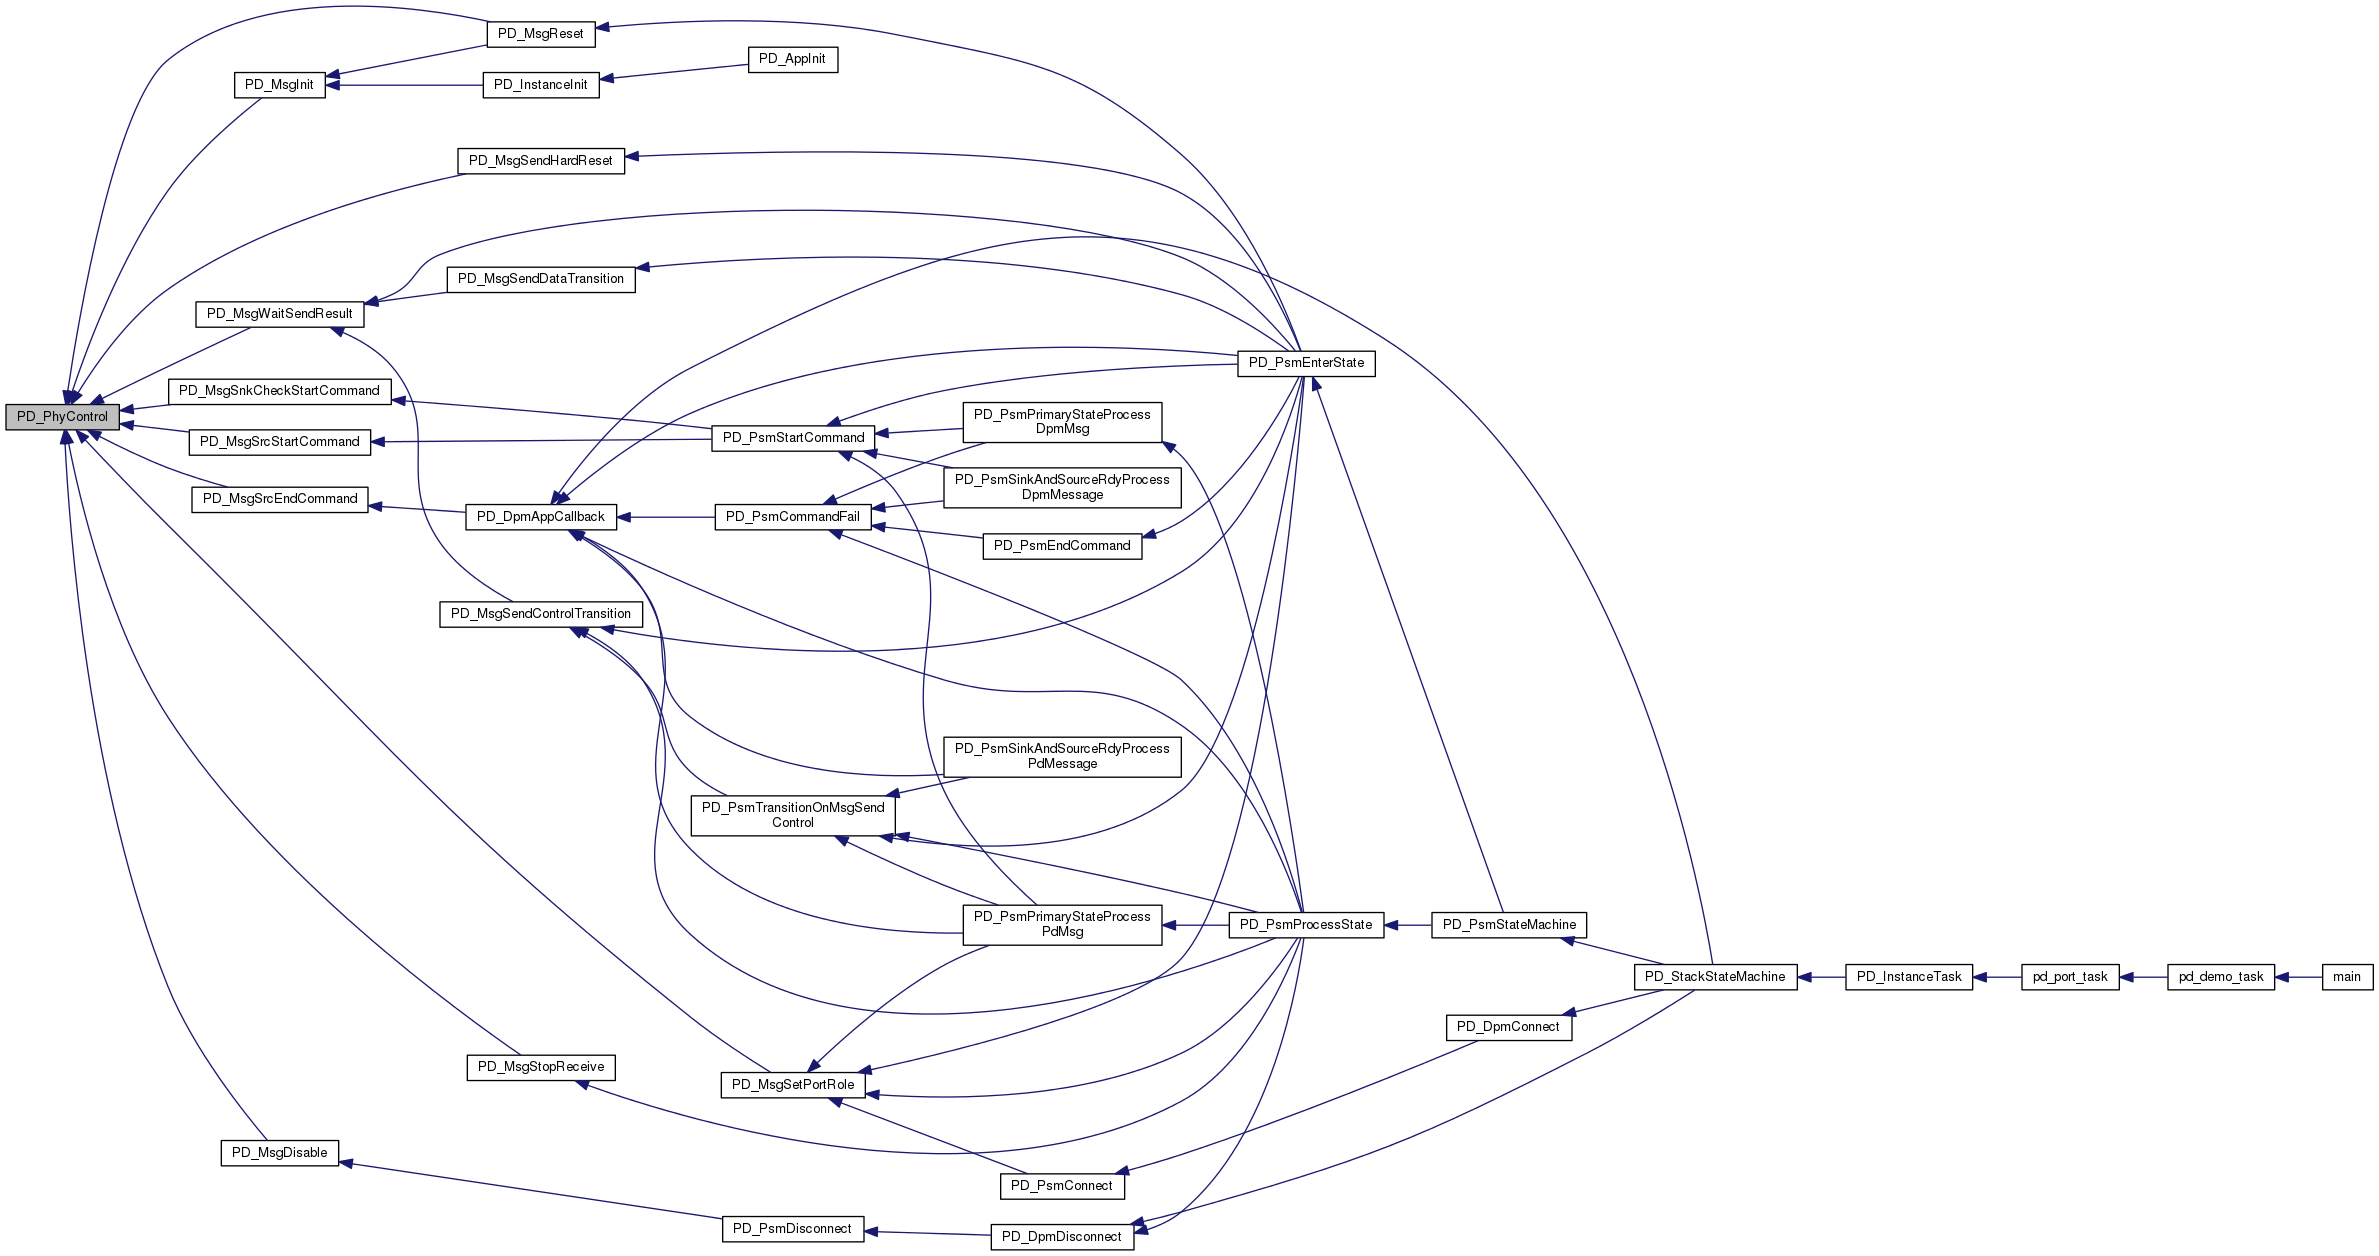 PD_MsgReset
PD_AppInit
PD_MsgInit
PD_InstanceInit
PD_MsgSendHardReset
PD_MsgSendDataTransition
PD_MsgWaitSendResult
PD_PsmEnterState
PD_MsgSnkCheckStartCommand
PD_PhyControl
PD_PsmPrimaryStateProcess
DpmMsg
PD_MsgSrcStartCommand
PD_PsmStartCommand
PD_PsmSinkAndSourceRdyProcess
DpmMessage
PD_MsgSrcEndCommand
PD_DpmAppCallback
PD_PsmCommandFail
PD_PsmEndCommand
PD_MsgSendControlTransition
PD_PsmSinkAndSourceRdyProcess
PdMessage
PD_PsmTransitionOnMsgSend
Control
PD_PsmPrimaryStateProcess
PdMsg
PD_PsmProcessState
PD_PsmStateMachine
PD_StackStateMachine
PD_InstanceTask
pd_port_task
pd_demo_task
main
PD_DpmConnect
PD_MsgStopReceive
PD_MsgSetPortRole
PD_MsgDisable
PD_PsmConnect
PD_PsmDisconnect
PD_DpmDisconnect